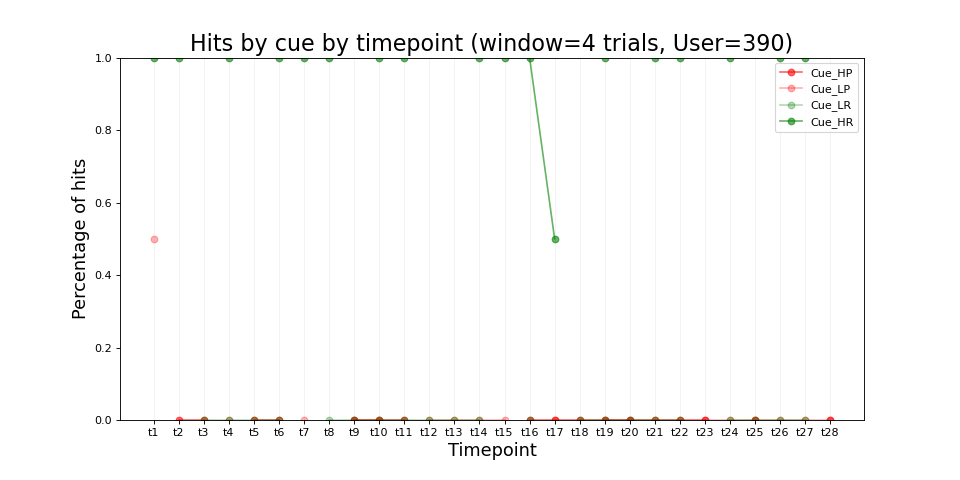 Hits by cue by timepoint (window=4 trials, User=390)
1.0
0.8
0.6
0.4
0.2
0.0
Percentage of hits
Cue_HP
Cue_LP
Cue_LR
Cue_HR
t1 t2 t3 t4 t5 t6 t7 t8 t9 t10 t11 t12 t13 t14 t15 t16 t17 t18 t19 t20 t21 t22 t23 t24 t25 t26 t27 t28
Timepoint